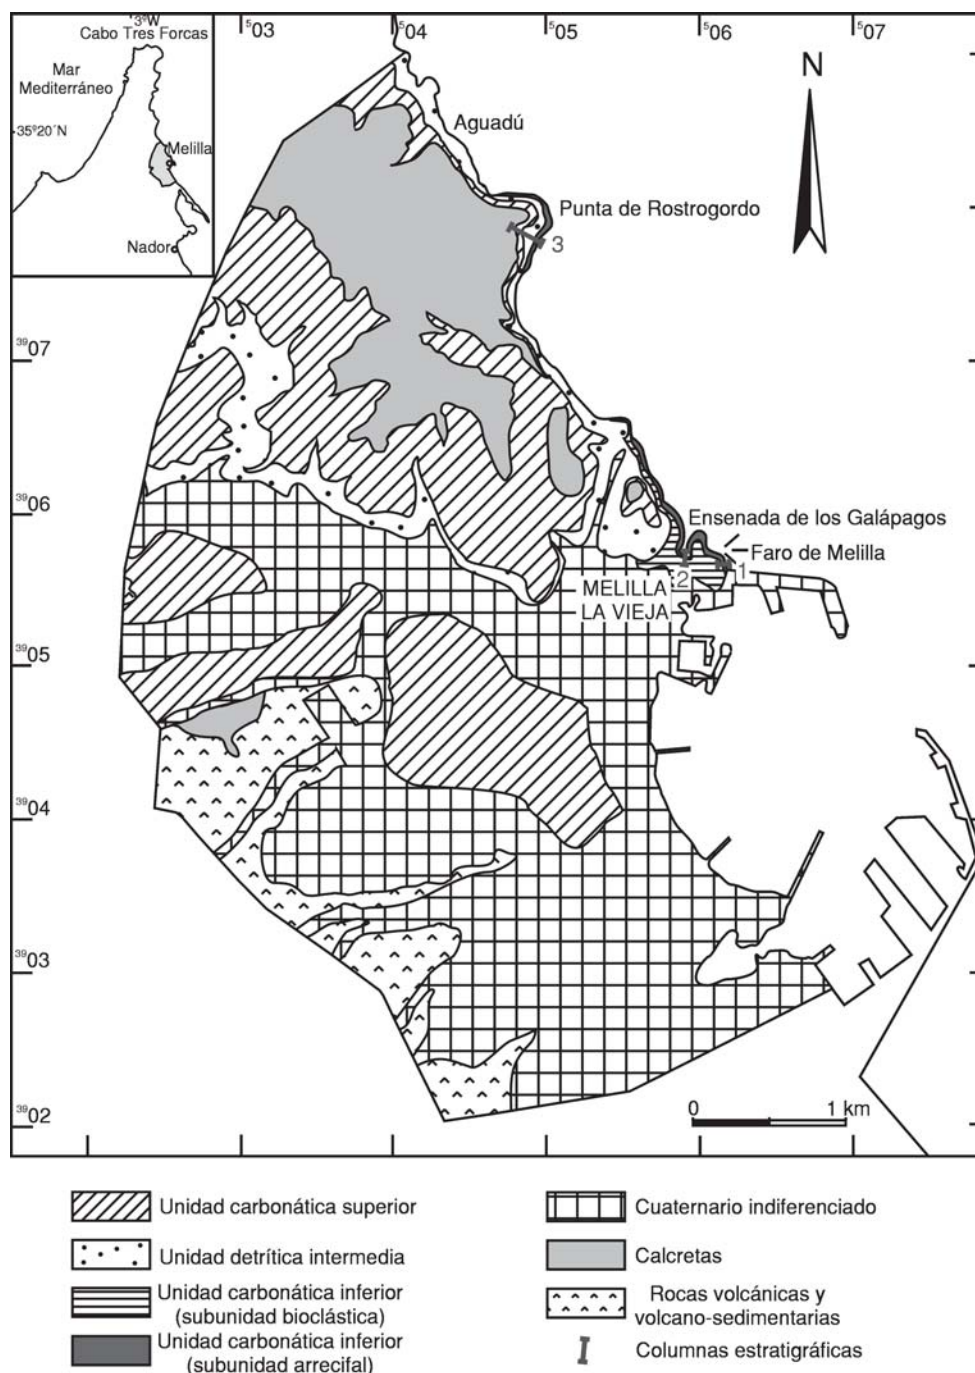 3ºW
Cabo Tres Forcas
Mar
Mediterráneo
35º20´N
Melilla
Nador
⁵03
⁵04
⁵05
⁵06
⁵07
N
Aguadú
Punta de Rostrogordo
3
³⁹07
³⁹06
Ensenada de los Galápagos
Faro de Melilla
2
1
MELILLA
LA VIEJA
³⁹05
³⁹04
³⁹03
³⁹02
0 1 km
Unidad carbonática superior
Unidad detrítica intermedia
Unidad carbonática inferior
(subunidad bioclástica)
Unidad carbonática inferior
(subunidad arrecifal)
Cuaternario indiferenciado
Calcretas
Rocas volcánicas y
volcano-sedimentarias
Columnas estratigráficas